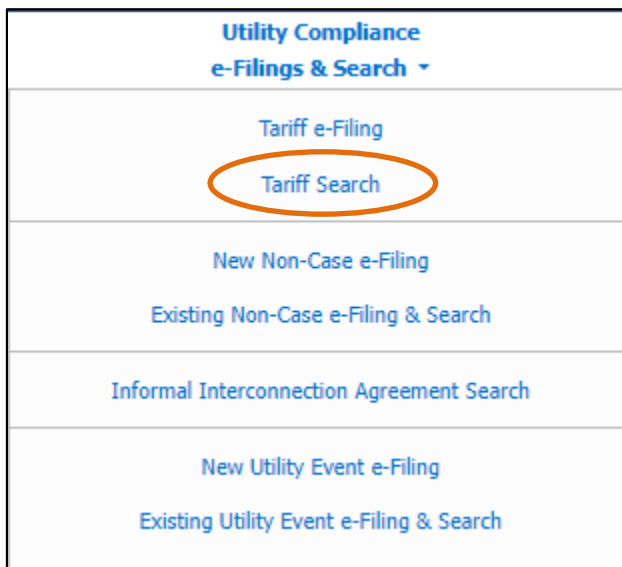 Utility Compliance
e-Filings & Search
Tariff e-Filing
Tariff Search
New Non-Case e-Filing
Existing Non-Case e-Filing & Search
Informal Interconnection Agreement Search
New Utility Event e-Filing
Existing Utility Event e-Filing & Search